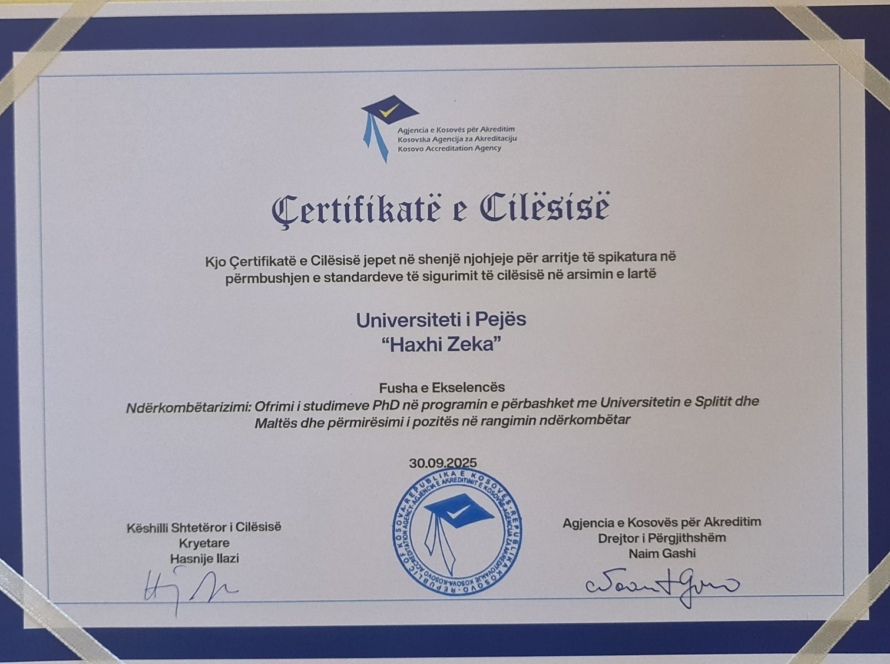 Agjencia e Kosovës për Akreditim
Kosovska Agencija za Akreditaciju
Kosovo Accreditation Agency
Çertifikatë e Cilësisë
Kjo Çertifikatë e Cilësisë jepet në shenjë njohjeje për arritje të spikatura në
përmbushjen e standardeve të sigurimit të cilësisë në arsimin e lartë
Universiteti i Pejës
“Haxhi Zeka”
Fusha e Ekselencës
Ndërkombëtarizimi: Ofrimi i studimeve PhD në programin e përbashket me Universitetin e Splitit dhe
Maltës dhe përmirësimi i pozitës në rangimin ndërkombëtar
30.09.2025
Këshilli Shtetëror i Cilësisë
Kryetare
Hasnije Ilazi
Agjencia e Kosovës për Akreditim
Drejtor i Përgjithshëm
Naim Gashi